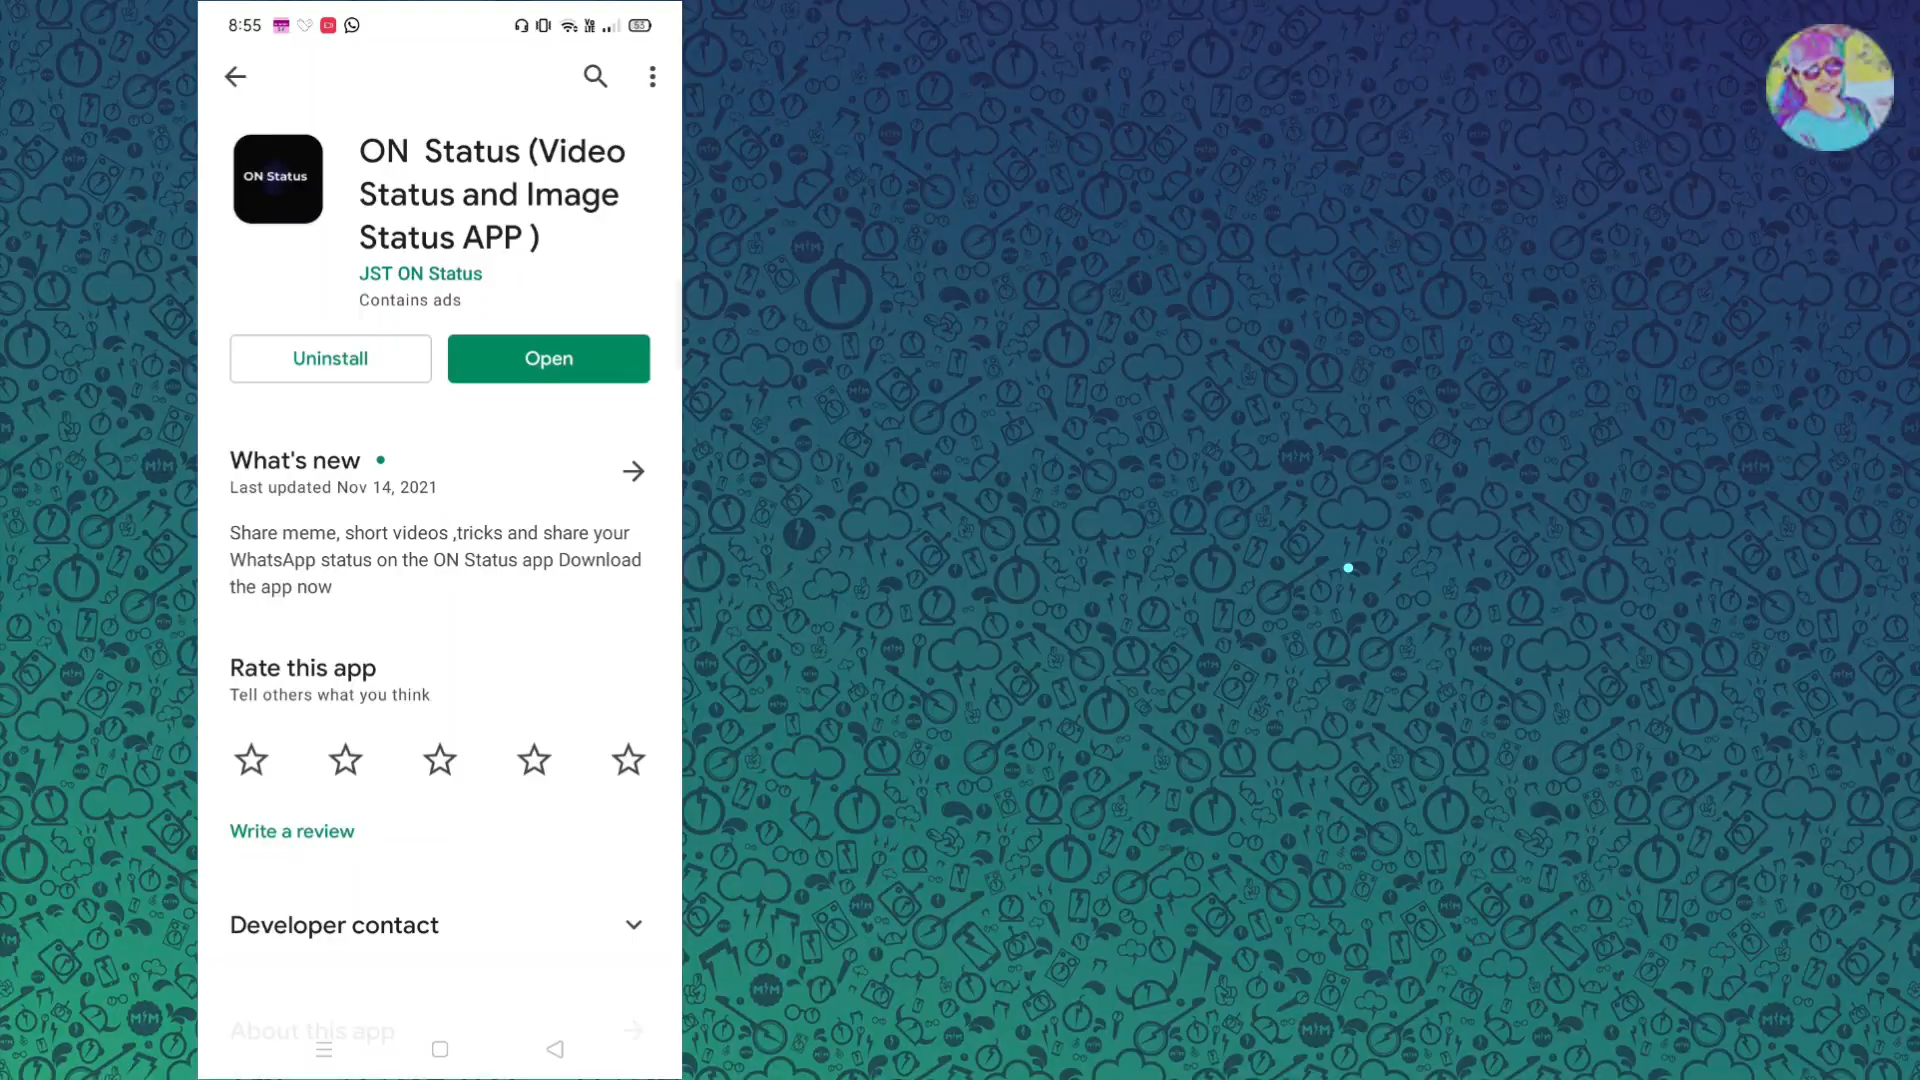 8:55
53
ON Status
ON  Status (Video
Status and Image
Status APP )
JST ON Status
Contains ads
Uninstall
Open
What's new
Last updated Nov 14, 2021
Share meme, short videos ,tricks and share your
WhatsApp status on the ON Status app Download
the app now
Rate this app
Tell others what you think
Write a review
Developer contact
About this app